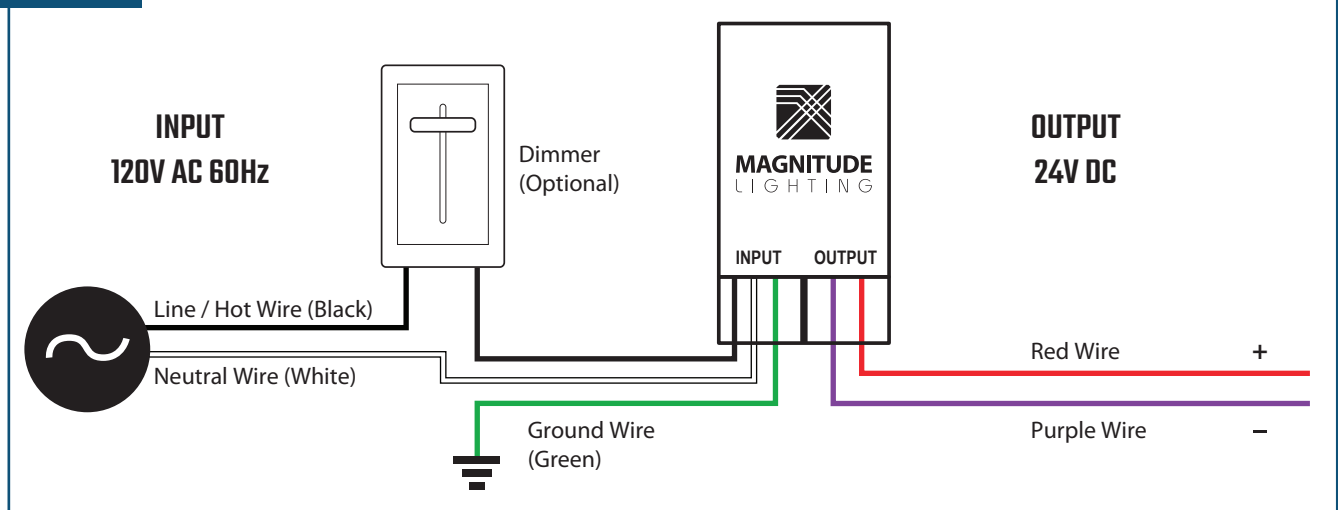 INPUT
120V AC 60Hz
Dimmer
(Optional)
MAGNITUDE
LIGHTING
INPUT OUTPUT
OUTPUT
24V DC
Line / Hot Wire (Black)
Neutral Wire (White)
Ground Wire
(Green)
Red Wire +
Purple Wire –